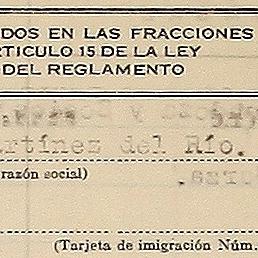 DOS EN LAS FRACCIONES
RTICULO 15 DE LA LEY
DEL REGLAMENTO
artínez del Río.
razón social)
(Tarjeta de imigración Núm.